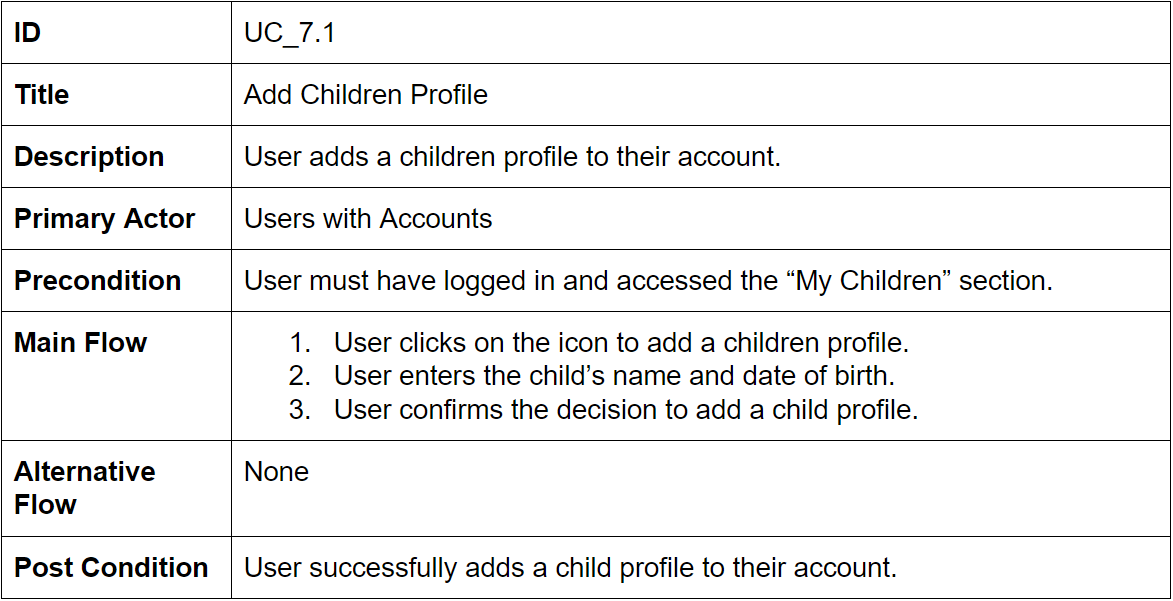 ID UC_7.1
Title Add Children Profile
Description User adds a children profile to their account.
Primary Actor Users with Accounts
Precondition User must have logged in and accessed the “My Children” section.
Main Flow 1. User clicks on the icon to add a children profile.
2. User enters the child’s name and date of birth.
3. User confirms the decision to add a child profile.
Alternative None
Flow
Post Condition User successfully adds a child profile to their account.